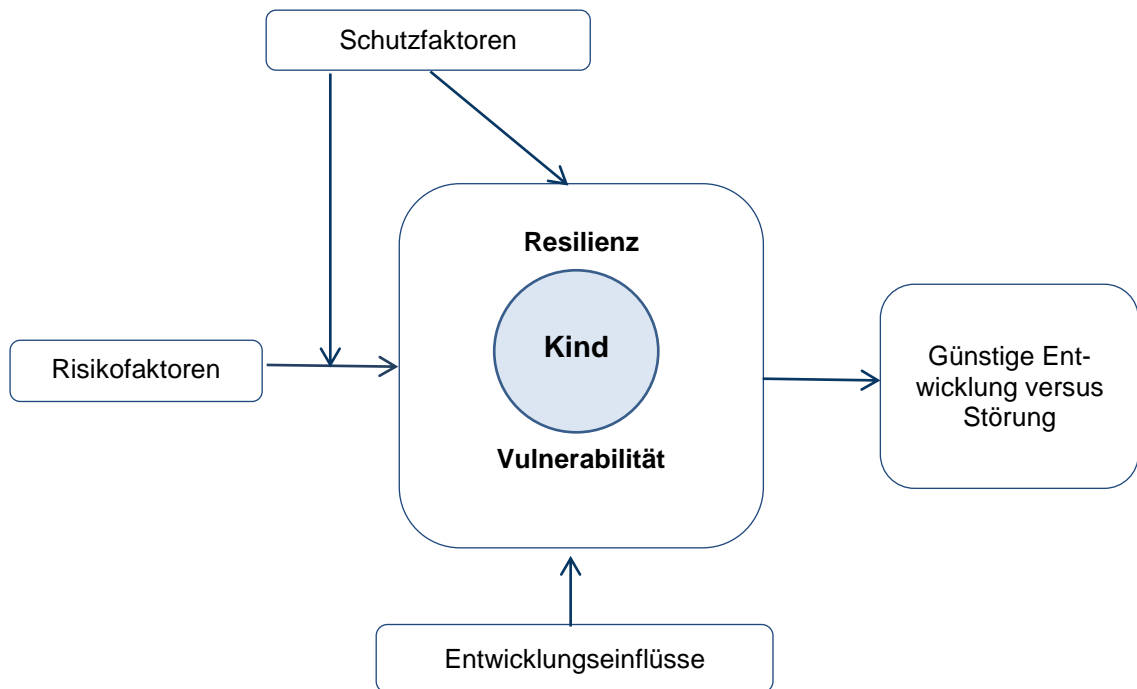 Schutzfaktoren
Resilienz
Kind
Vulnerabilität
Risikofaktoren
Günstige Ent-
wicklung versus
Störung
Entwicklungseinflüsse